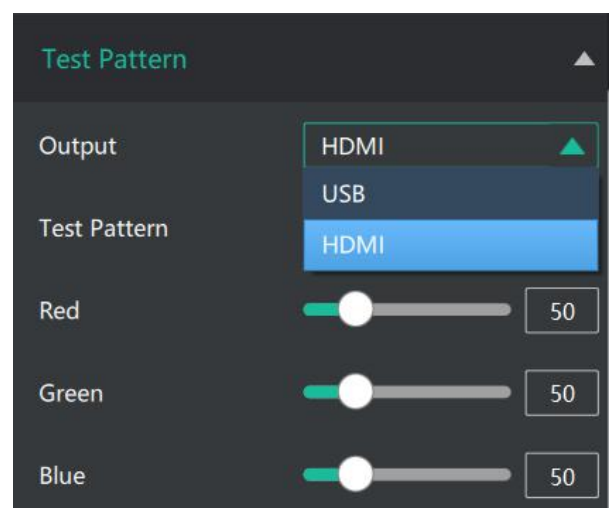 Test Pattern
Output HDMI
USB
Test Pattern
HDMI
Red 50
Green 50
Blue 50